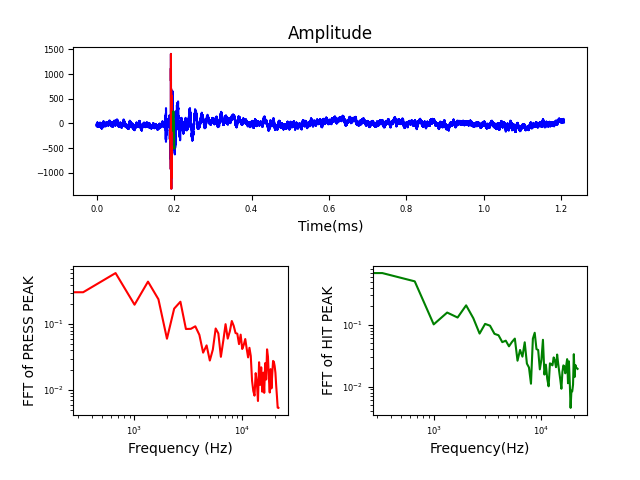 Amplitude
1500
1000
500
0
−500
−1000
0.0 0.2 0.4 0.6 0.8 1.0 1.2
Time(ms)
FFT of PRESS PEAK
10⁻¹
10⁻²
10³ 10⁴
Frequency (Hz)
FFT of HIT PEAK
10⁻¹
10⁻²
10³ 10⁴
Frequency(Hz)